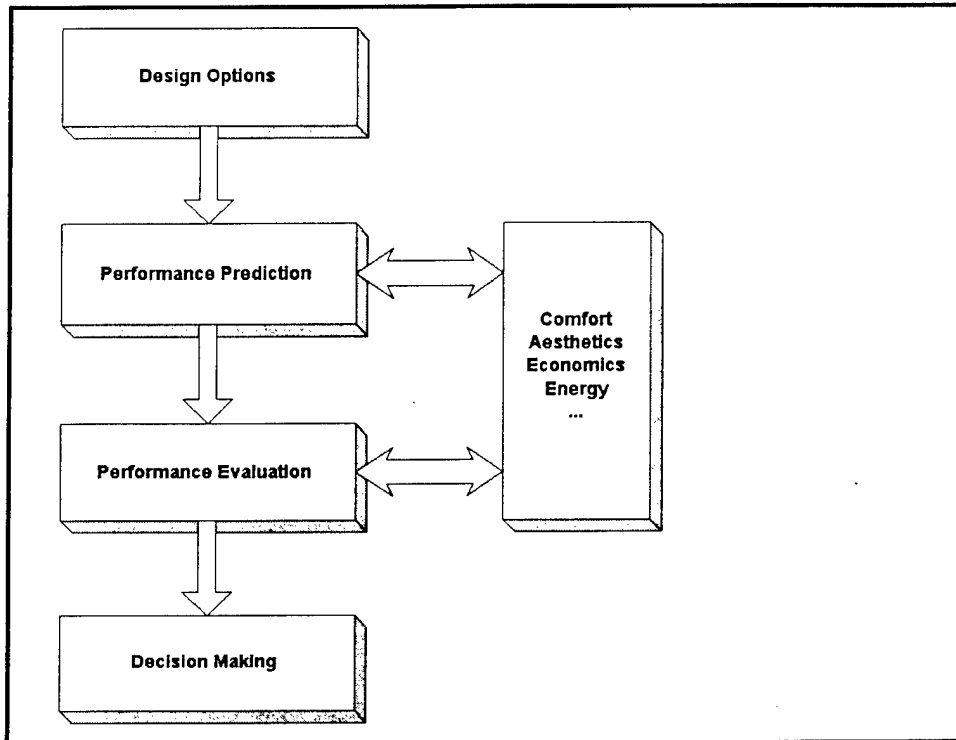 Design Options
Performance Prediction
Comfort
Aesthetics
Economics
Energy
...
Performance Evaluation
Decision Making